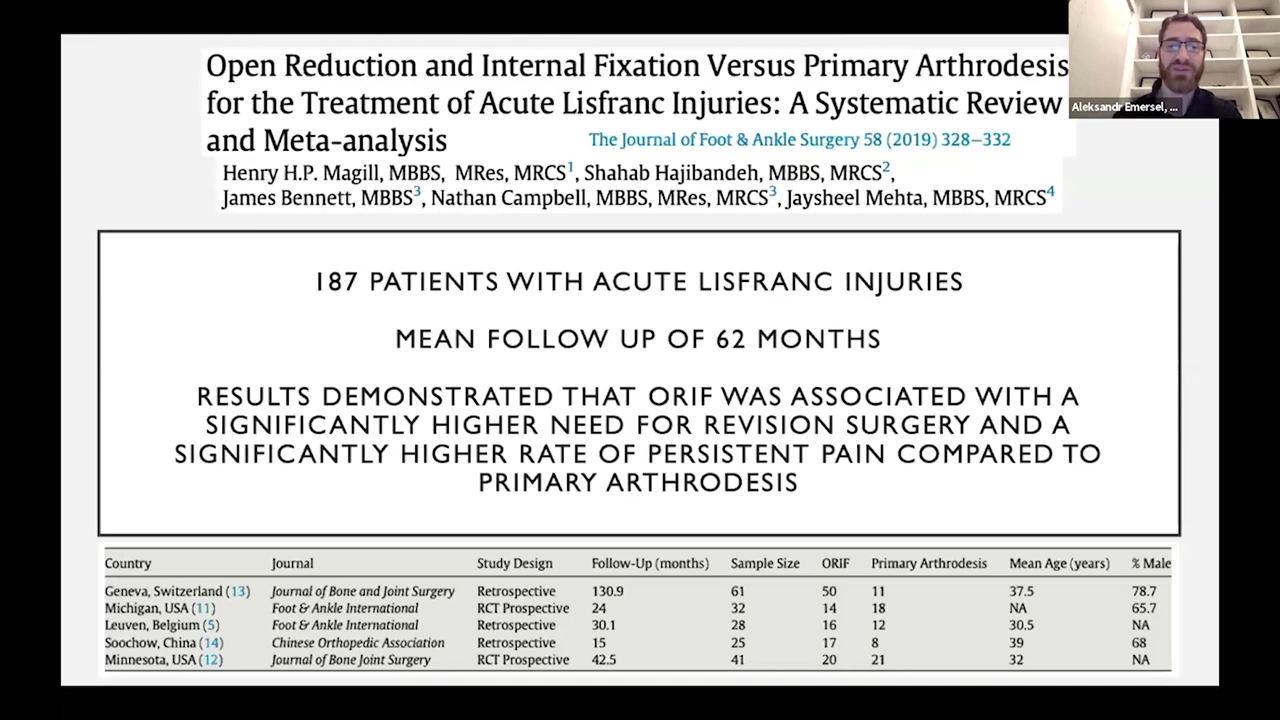 Open Reduction and Internal Fixation Versus Primary Arthrodesis
for the Treatment of Acute Lisfranc Injuries: A Systematic Review
and Meta-analysis
The Journal of Foot & Ankle Surgery 58 (2019) 328–332
Henry H.P. Magill, MBBS, MRes, MRCS1, Shahab Hajibandeh, MBBS, MRCS2,
James Bennett, MBBS3, Nathan Campbell, MBBS, MRes, MRCS3, Jaysheel Mehta, MBBS, MRCS4
Aleksandr Emersel, ...
187 PATIENTS WITH ACUTE LISFRANC INJURIES
MEAN FOLLOW UP OF 62 MONTHS
RESULTS DEMONSTRATED THAT ORIF WAS ASSOCIATED WITH A
SIGNIFICANTLY HIGHER NEED FOR REVISION SURGERY AND A
SIGNIFICANTLY HIGHER RATE OF PERSISTENT PAIN COMPARED TO
PRIMARY ARTHRODESIS
Country Journal Study Design Follow-Up (months) Sample Size ORIF Primary Arthrodesis Mean Age (years) % Male
Geneva, Switzerland (13) Journal of Bone and Joint Surgery Retrospective 130.9 61 50 11 37.5 78.7
Michigan, USA (11) Foot & Ankle International RCT Prospective 24 32 14 18 NA 65.7
Leuven, Belgium (5) Foot & Ankle International Retrospective 30.1 28 16 12 30.5 NA
Soochow, China (14) Chinese Orthopedic Association Retrospective 15 25 17 8 39 68
Minnesota, USA (12) Journal of Bone Joint Surgery RCT Prospective 42.5 41 20 21 32 NA